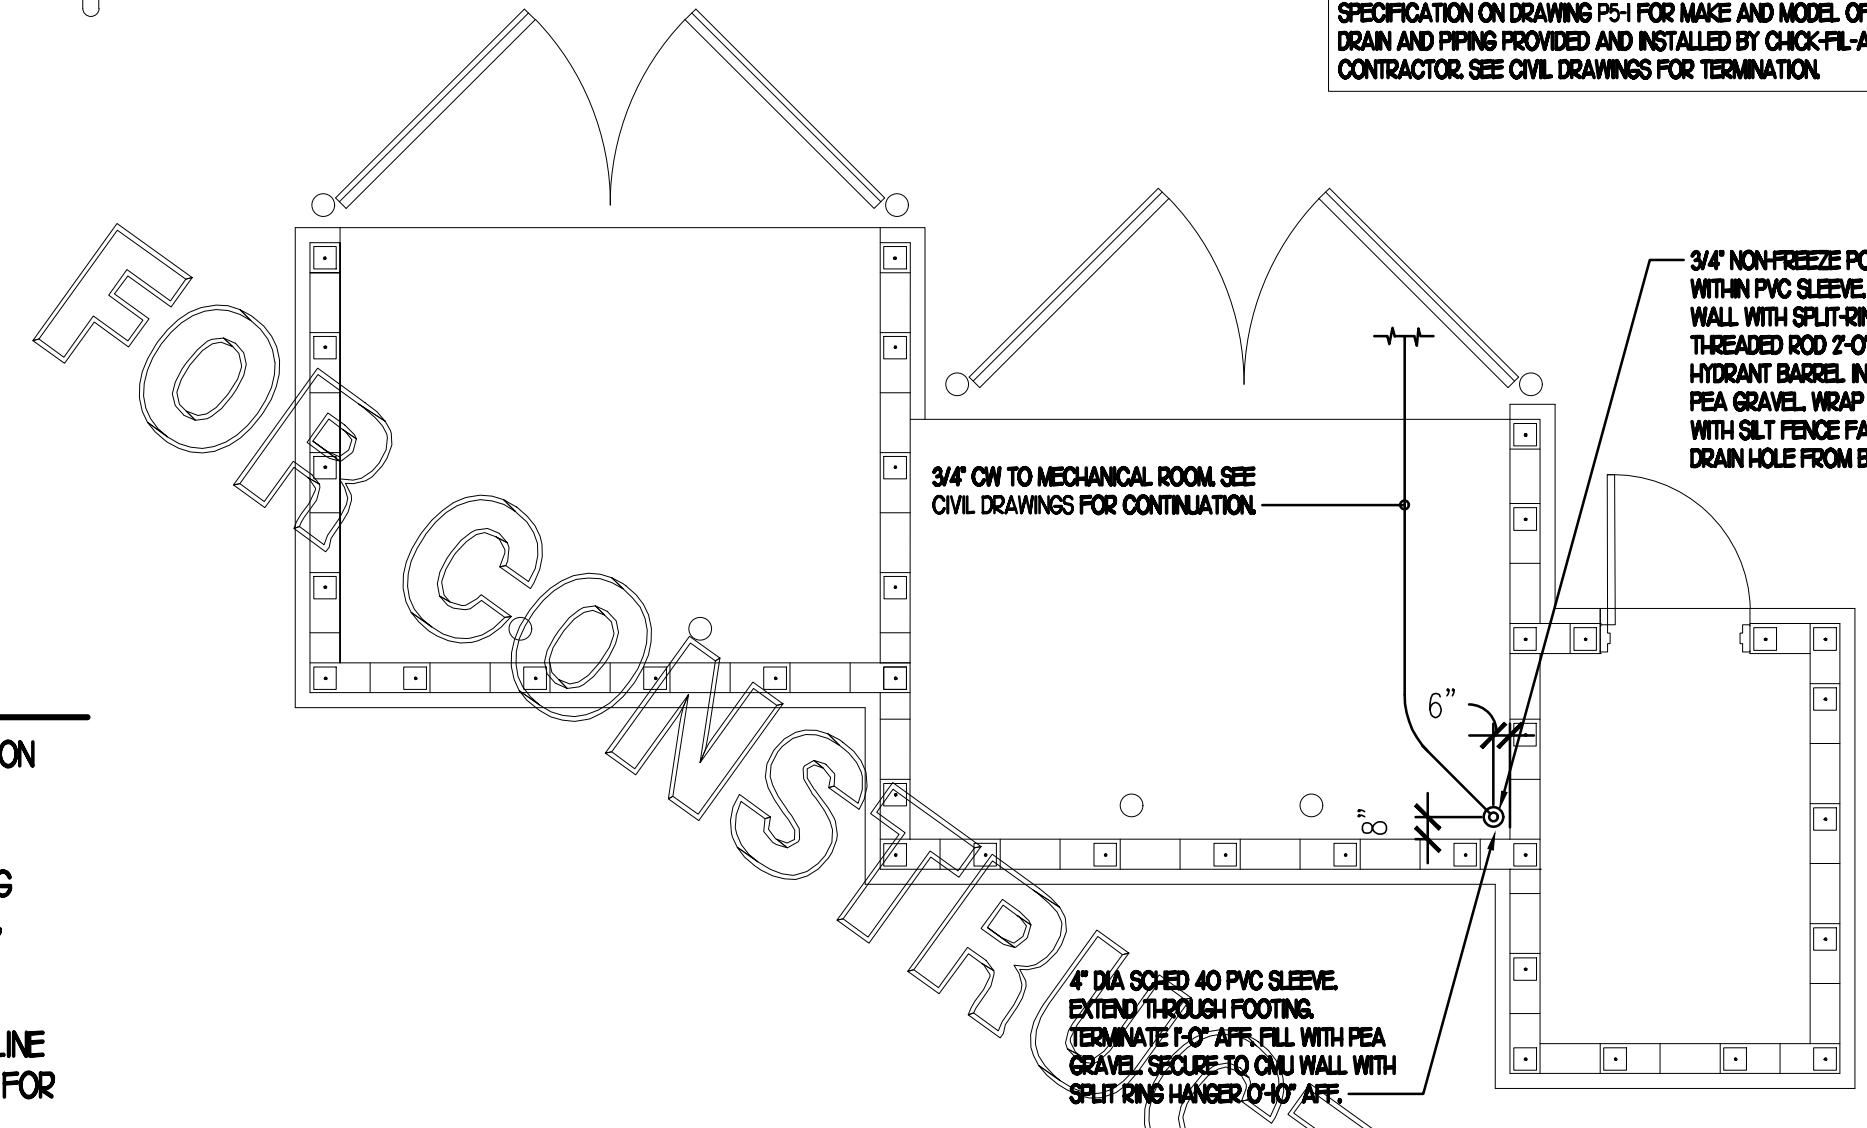 SPECIFICATION ON DRAWING P5-1 FOR MAKE AND MODEL OF
DRAIN AND PIPING PROVIDED AND INSTALLED BY CHICK-FIL-A
CONTRACTOR. SEE CIVIL DRAWINGS FOR TERMINATION.
3/4" NON-FREEZE PO
WITHIN PVC SLEEVE.
WALL WITH SPLIT-RIN
THREADED ROD 2'-0"
HYDRANT BARREL IN
PEA GRAVEL. WRAP
WITH SILT FENCE FA
DRAIN HOLE FROM B
3/4" CW TO MECHANICAL ROOM. SEE
CIVIL DRAWINGS FOR CONTINUATION.
6"
8"
4" DIA SCHED 40 PVC SLEEVE.
EXTEND THROUGH FOOTING.
TERMINATE 1'-0" AFF. FILL WITH PEA
GRAVEL. SECURE TO CMU WALL WITH
SPLIT RING HANGER 0'-10" AFF.
ON
G
LINE
FOR
FOR CONSTRUCT